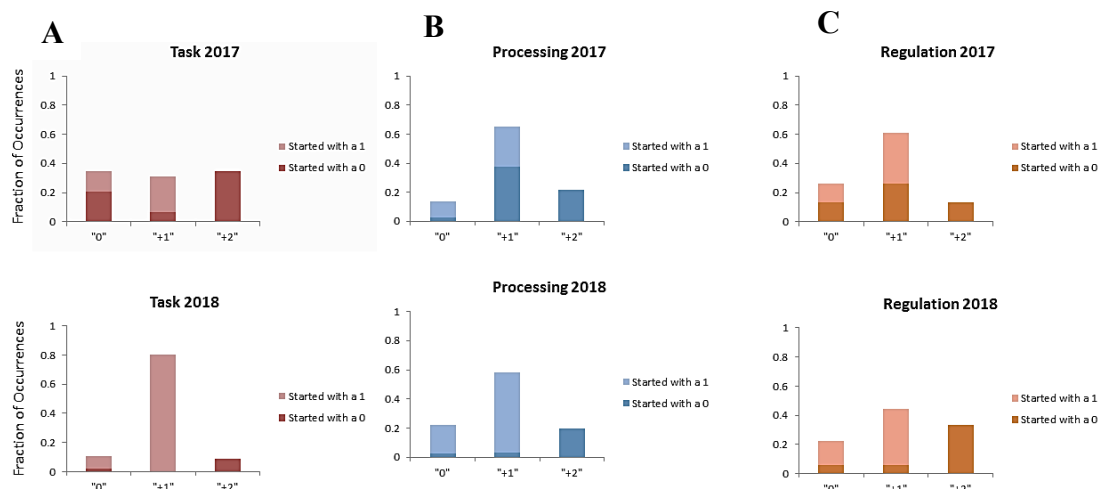 A
Task 2017
Fraction of Occurrences
1
0.8
0.6
0.4
0.2
0
"0" "+1" "+2"
Started with a 1
Started with a 0
B
Processing 2017
1
0.8
0.6
0.4
0.2
0
"0" "+1" "+2"
Started with a 1
Started with a 0
C
Regulation 2017
1
0.8
0.6
0.4
0.2
0
"0" "+1" "+2"
Started with a 1
Started with a 0
Task 2018
Fraction of Occurrences
1
0.8
0.6
0.4
0.2
0
"0" "+1" "+2"
Started with a 1
Started with a 0
Processing 2018
1
0.8
0.6
0.4
0.2
0
"0" "+1" "+2"
Started with a 1
Started with a 0
Regulation 2018
1
0.8
0.6
0.4
0.2
0
"0" "+1" "+2"
Started with a 1
Started with a 0